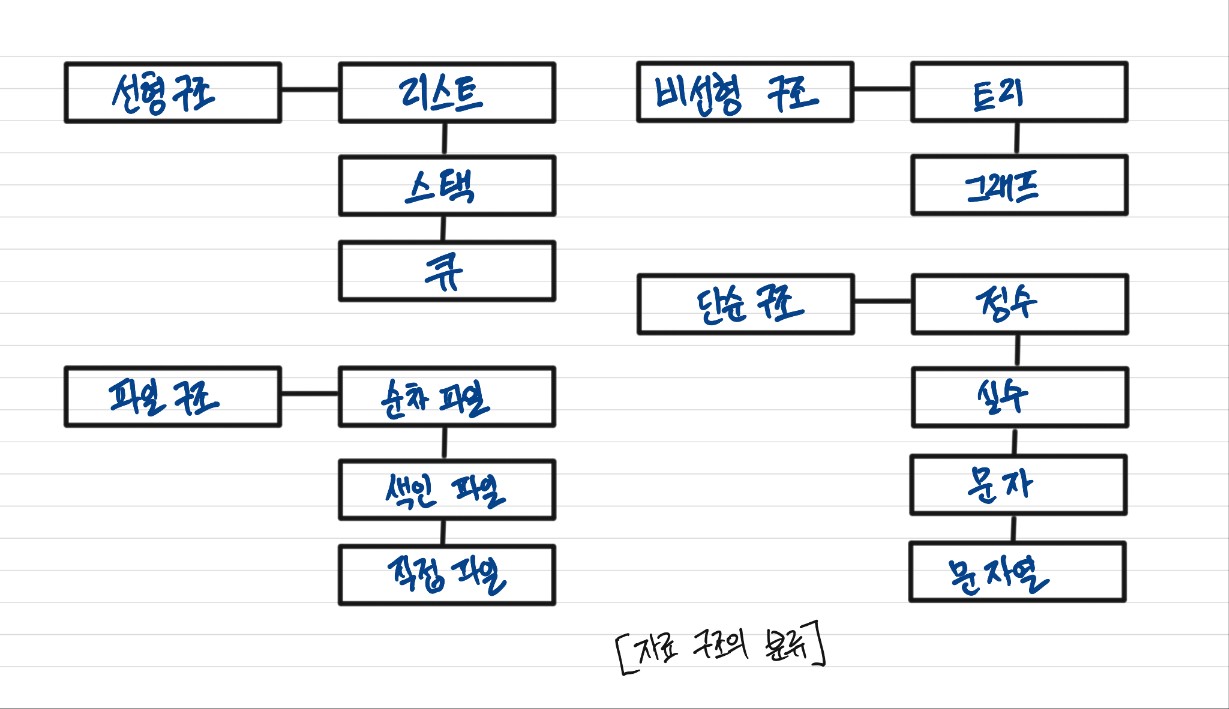 선형 구조
리스트
스택
큐
비선형 구조
트리
그래프
단순 구조
정수
실수
문자
문자열
파일 구조
순차 파일
색인 파일
직접 파일
[자료 구조의 분류]